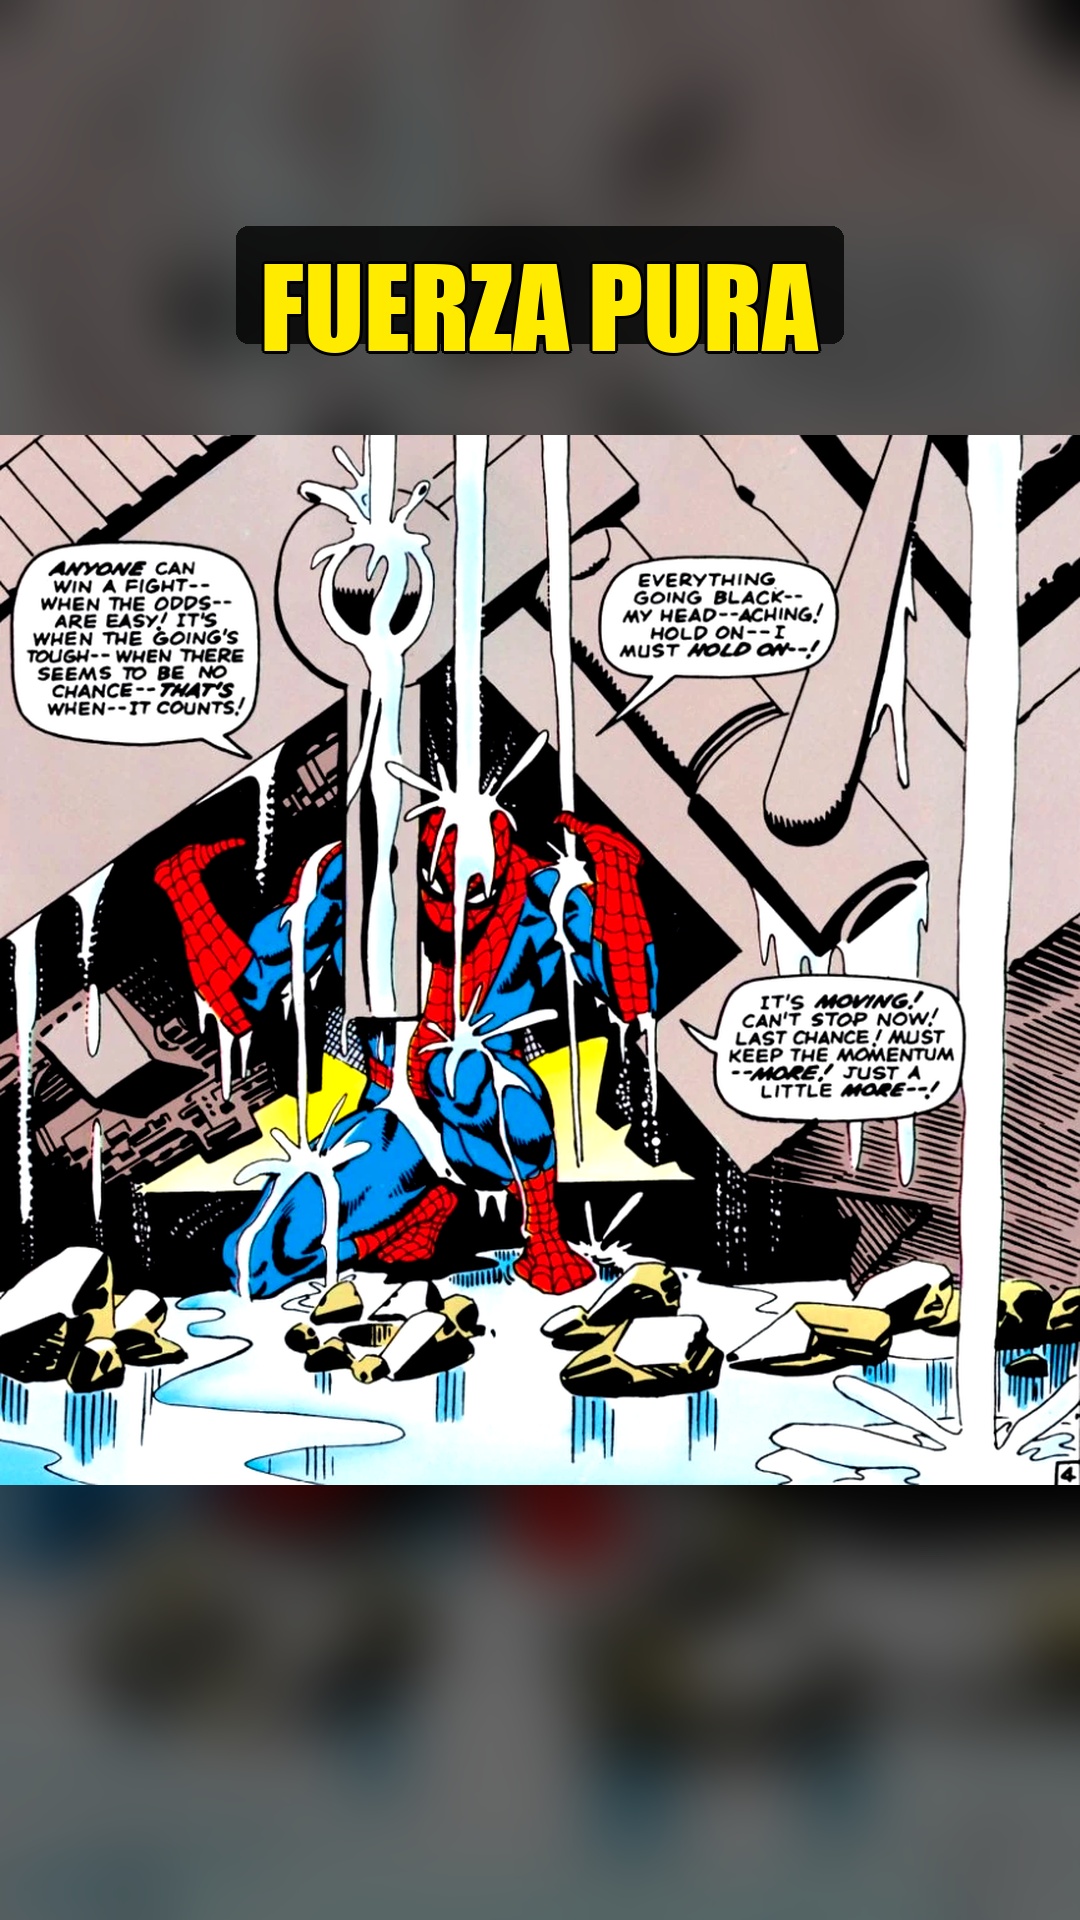 FUERZA PURA
ANYONE CAN
WIN A FIGHT--
WHEN THE ODDS--
ARE EASY! IT'S
WHEN THE GOING'S
TOUGH--WHEN THERE
SEEMS TO BE NO
CHANCE--THAT'S
WHEN--IT COUNTS!
EVERYTHING
GOING BLACK--
MY HEAD--ACHING!
HOLD ON--I
MUST HOLD ON--!
IT'S MOVING!
CAN'T STOP NOW!
LAST CHANCE! MUST
KEEP THE MOMENTUM
--MORE! JUST A
LITTLE MORE--!
4